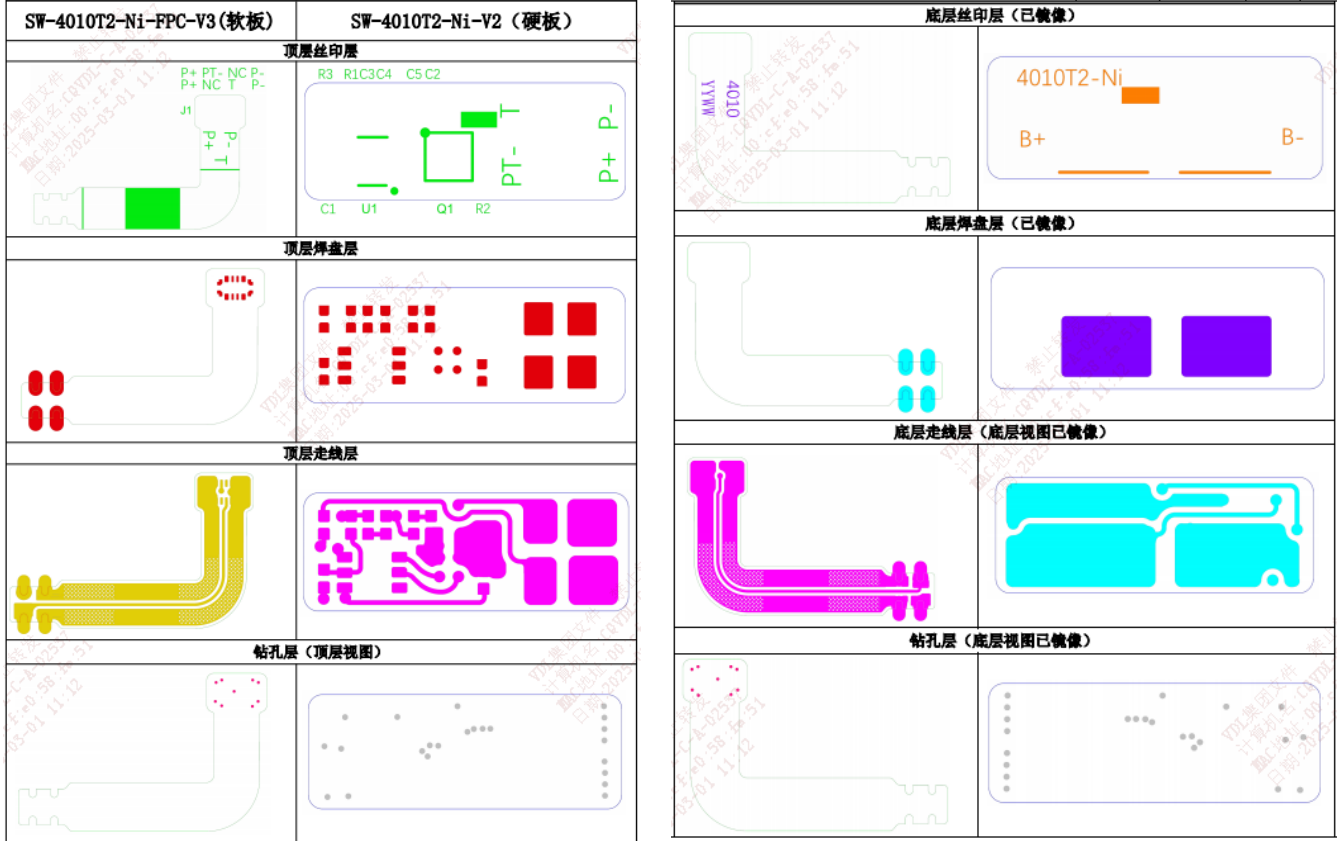 SW-4010T2-Ni-FPC-V3(软板)
SW-4010T2-Ni-V2（硬板）
顶层丝印层
P+ PT- NC P-
P+ NC T P-
J1
P+
P-
T
R3 R1C3C4 C5 C2
T
PT-
P-
P+
C1 U1 Q1 R2
顶层焊盘层
顶层走线层
钻孔层（顶层视图）
底层丝印层（已镜像）
4010
YYWW
4010T2-Ni
B+
B-
底层焊盘层（已镜像）
底层走线层（底层视图已镜像）
钻孔层（底层视图已镜像）